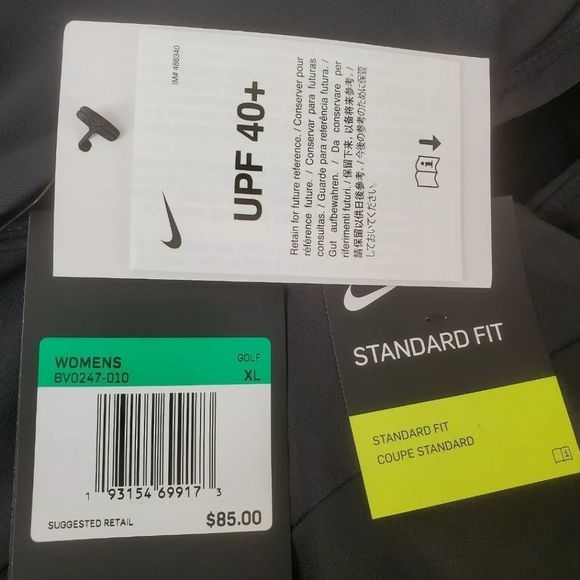 IM# 488340
UPF 40+
Retain for future reference. / Conserver pour
référence future. / Conservar para futuras
consultas. / Guarde para referência futura. /
Gut aufbewahren. / Da conservare per
riferimenti futuri. / 保留下来，以备将来参考。/
請保留以供日後參考。/ 今後の参考のために保管
しておいてください。
WOMENS GOLF
BV0247-010 XL
1 93154 69917 3
SUGGESTED RETAIL $85.00
STANDARD FIT
STANDARD FIT
COUPE STANDARD